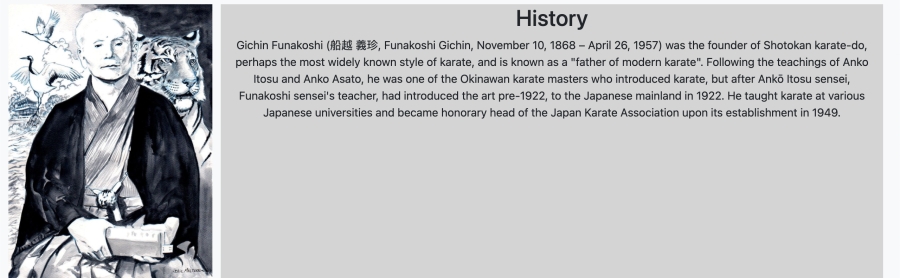 History
Gichin Funakoshi (船越 義珍, Funakoshi Gichin, November 10, 1868 – April 26, 1957) was the founder of Shotokan karate-do,
perhaps the most widely known style of karate, and is known as a "father of modern karate". Following the teachings of Anko
Itosu and Anko Asato, he was one of the Okinawan karate masters who introduced karate, but after Ankō Itosu sensei,
Funakoshi sensei's teacher, had introduced the art pre-1922, to the Japanese mainland in 1922. He taught karate at various
Japanese universities and became honorary head of the Japan Karate Association upon its establishment in 1949.